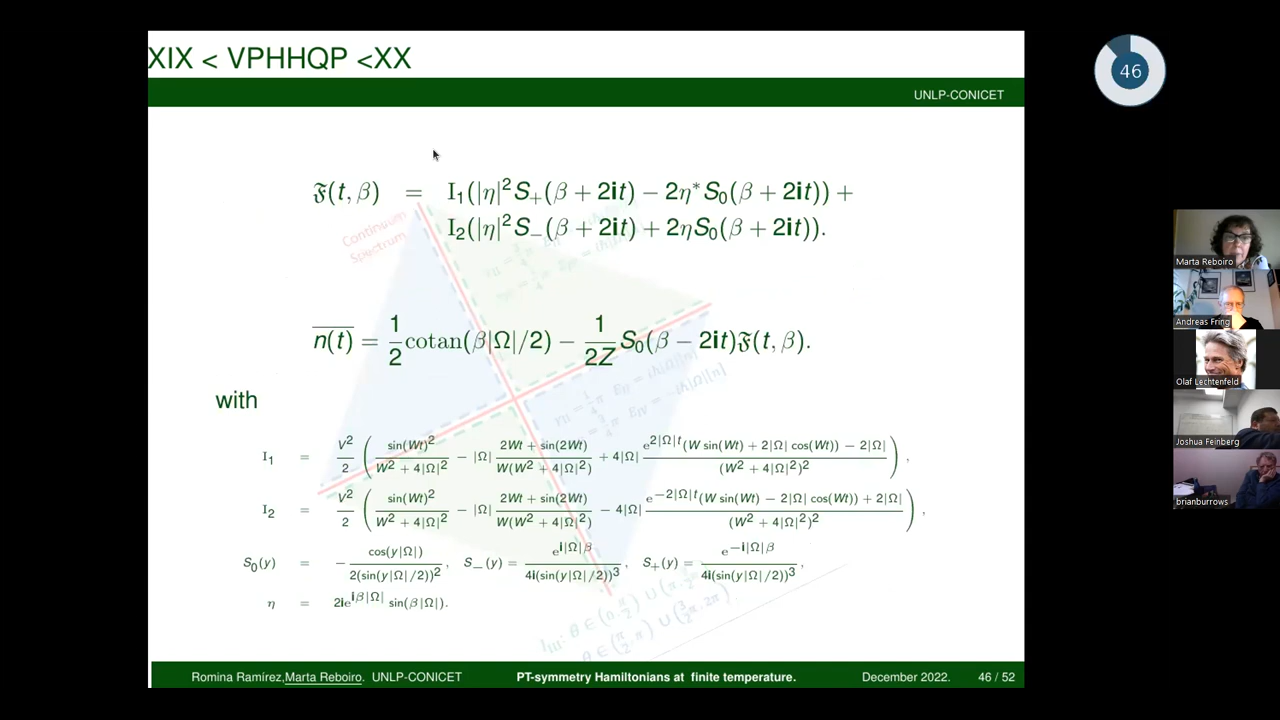 XIX < VPHHQP <XX
46
UNLP-CONICET
𝔉(t, β) = I₁(|η|²S₊(β + 2it) − 2η*S₀(β + 2it)) +
I₂(|η|²S₋(β + 2it) + 2ηS₀(β + 2it)).
Continuum
Spectrum
n(t)‾ = 1/2 cotan(β|Ω|/2) − 1/2Z S₀(β − 2it)𝔉(t, β).
with
I₁ = V²/2 ( sin(Wt)²/(W² + 4|Ω|²) − |Ω| (2Wt + sin(2Wt))/(W(W² + 4|Ω|²)) + 4|Ω| (e^{2|Ω|t}(W sin(Wt) + 2|Ω| cos(Wt)) − 2|Ω|)/((W² + 4|Ω|²)²) ) ,
I₂ = V²/2 ( sin(Wt)²/(W² + 4|Ω|²) − |Ω| (2Wt + sin(2Wt))/(W(W² + 4|Ω|²)) − 4|Ω| (e^{−2|Ω|t}(W sin(Wt) − 2|Ω| cos(Wt)) + 2|Ω|)/((W² + 4|Ω|²)²) ) ,
S₀(y) = − cos(y|Ω|)/(2(sin(y|Ω|/2))²) , S₋(y) = e^{i|Ω|β}/(4i(sin(y|Ω|/2))³) , S₊(y) = e^{−i|Ω|β}/(4i(sin(y|Ω|/2))³) ,
η = 2ie^{iβ|Ω|} sin(β|Ω|).
Romina Ramírez,Marta Reboiro. UNLP-CONICET PT-symmetry Hamiltonians at finite temperature. December 2022. 46 / 52
Marta Reboiro
Andreas Fring
Olaf Lechtenfeld
Joshua Feinberg
brianburrows